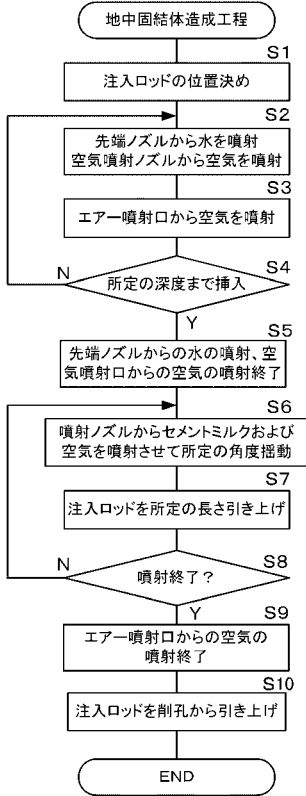 地中固結体造成工程
S1
注入ロッドの位置決め
S2
先端ノズルから水を噴射
空気噴射ノズルから空気を噴射
S3
エアー噴射口から空気を噴射
S4
N
所定の深度まで挿入
Y
S5
先端ノズルからの水の噴射、空
気噴射口からの空気の噴射終了
S6
噴射ノズルからセメントミルクおよび
空気を噴射させて所定の角度揺動
S7
注入ロッドを所定の長さ引き上げ
S8
N
噴射終了？
Y
S9
エアー噴射口からの空気の
噴射終了
S10
注入ロッドを削孔から引き上げ
END